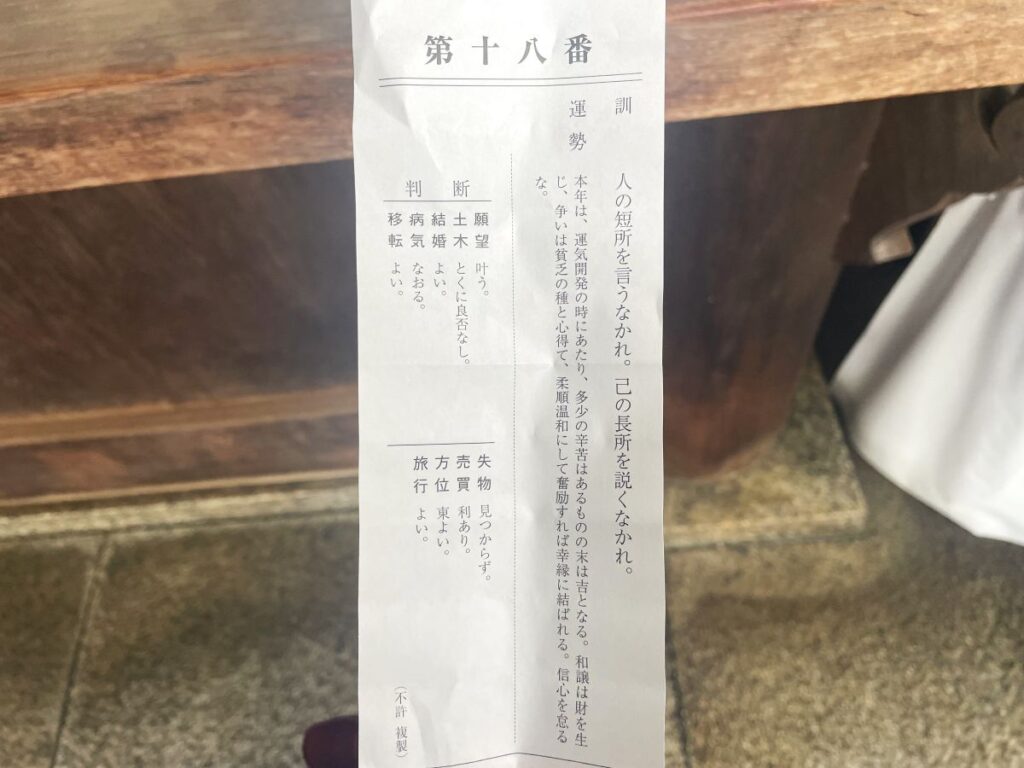 第十八番
訓
人の短所を言うなかれ。己の長所を説くなかれ。
運勢
本年は、運気開発の時にあたり、多少の辛苦はあるものの末は吉となる。和譲は財を生
じ、争いは貧乏の種と心得て、柔順温和にして奮励すれば幸縁に結ばれる。信心を怠る
な。
判断
願望 叶う。
土木 とくに良否なし。
結婚 よい。
病気 なおる。
移転 よい。
失物 見つからず。
売買 利あり。
方位 東よい。
旅行 よい。
(不許 複製)